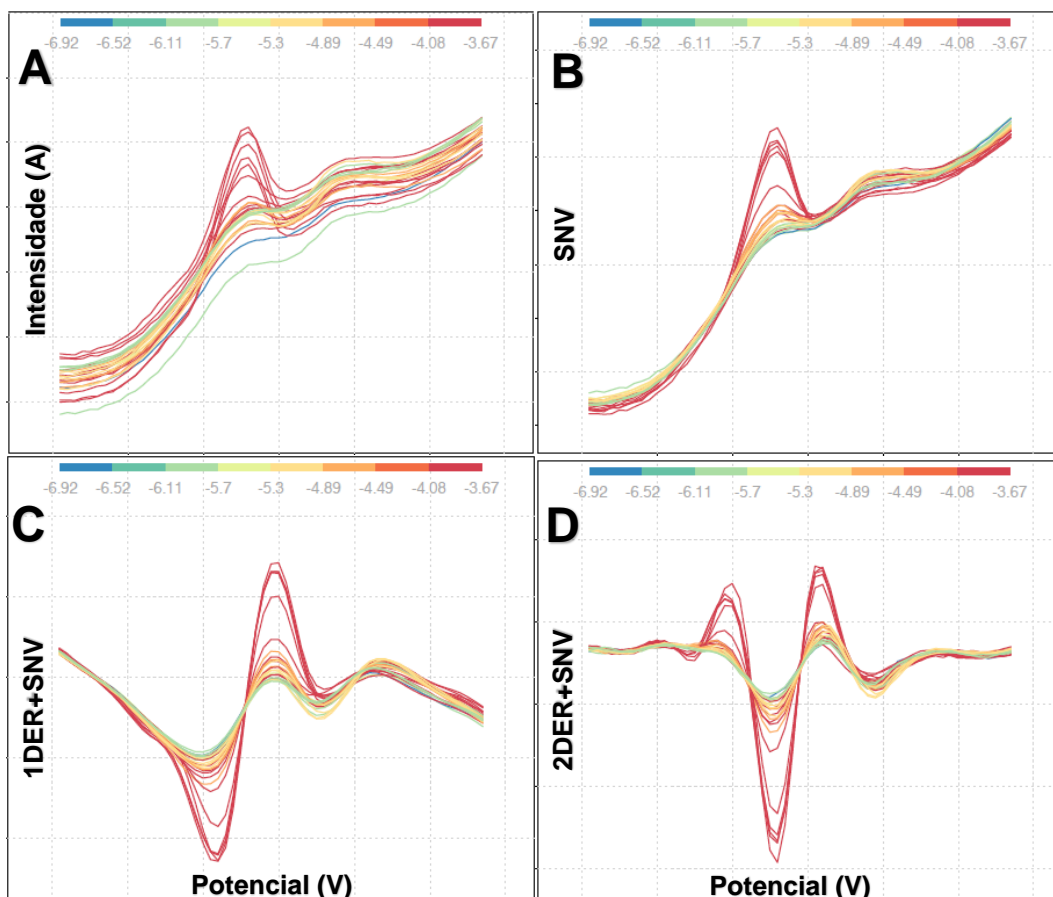 -6.92 -6.52 -6.11 -5.7 -5.3 -4.89 -4.49 -4.08 -3.67
A
Intensidade (A)
-6.92 -6.52 -6.11 -5.7 -5.3 -4.89 -4.49 -4.08 -3.67
B
SNV
-6.92 -6.52 -6.11 -5.7 -5.3 -4.89 -4.49 -4.08 -3.67
C
1DER+SNV
Potencial (V)
-6.92 -6.52 -6.11 -5.7 -5.3 -4.89 -4.49 -4.08 -3.67
D
2DER+SNV
Potencial (V)